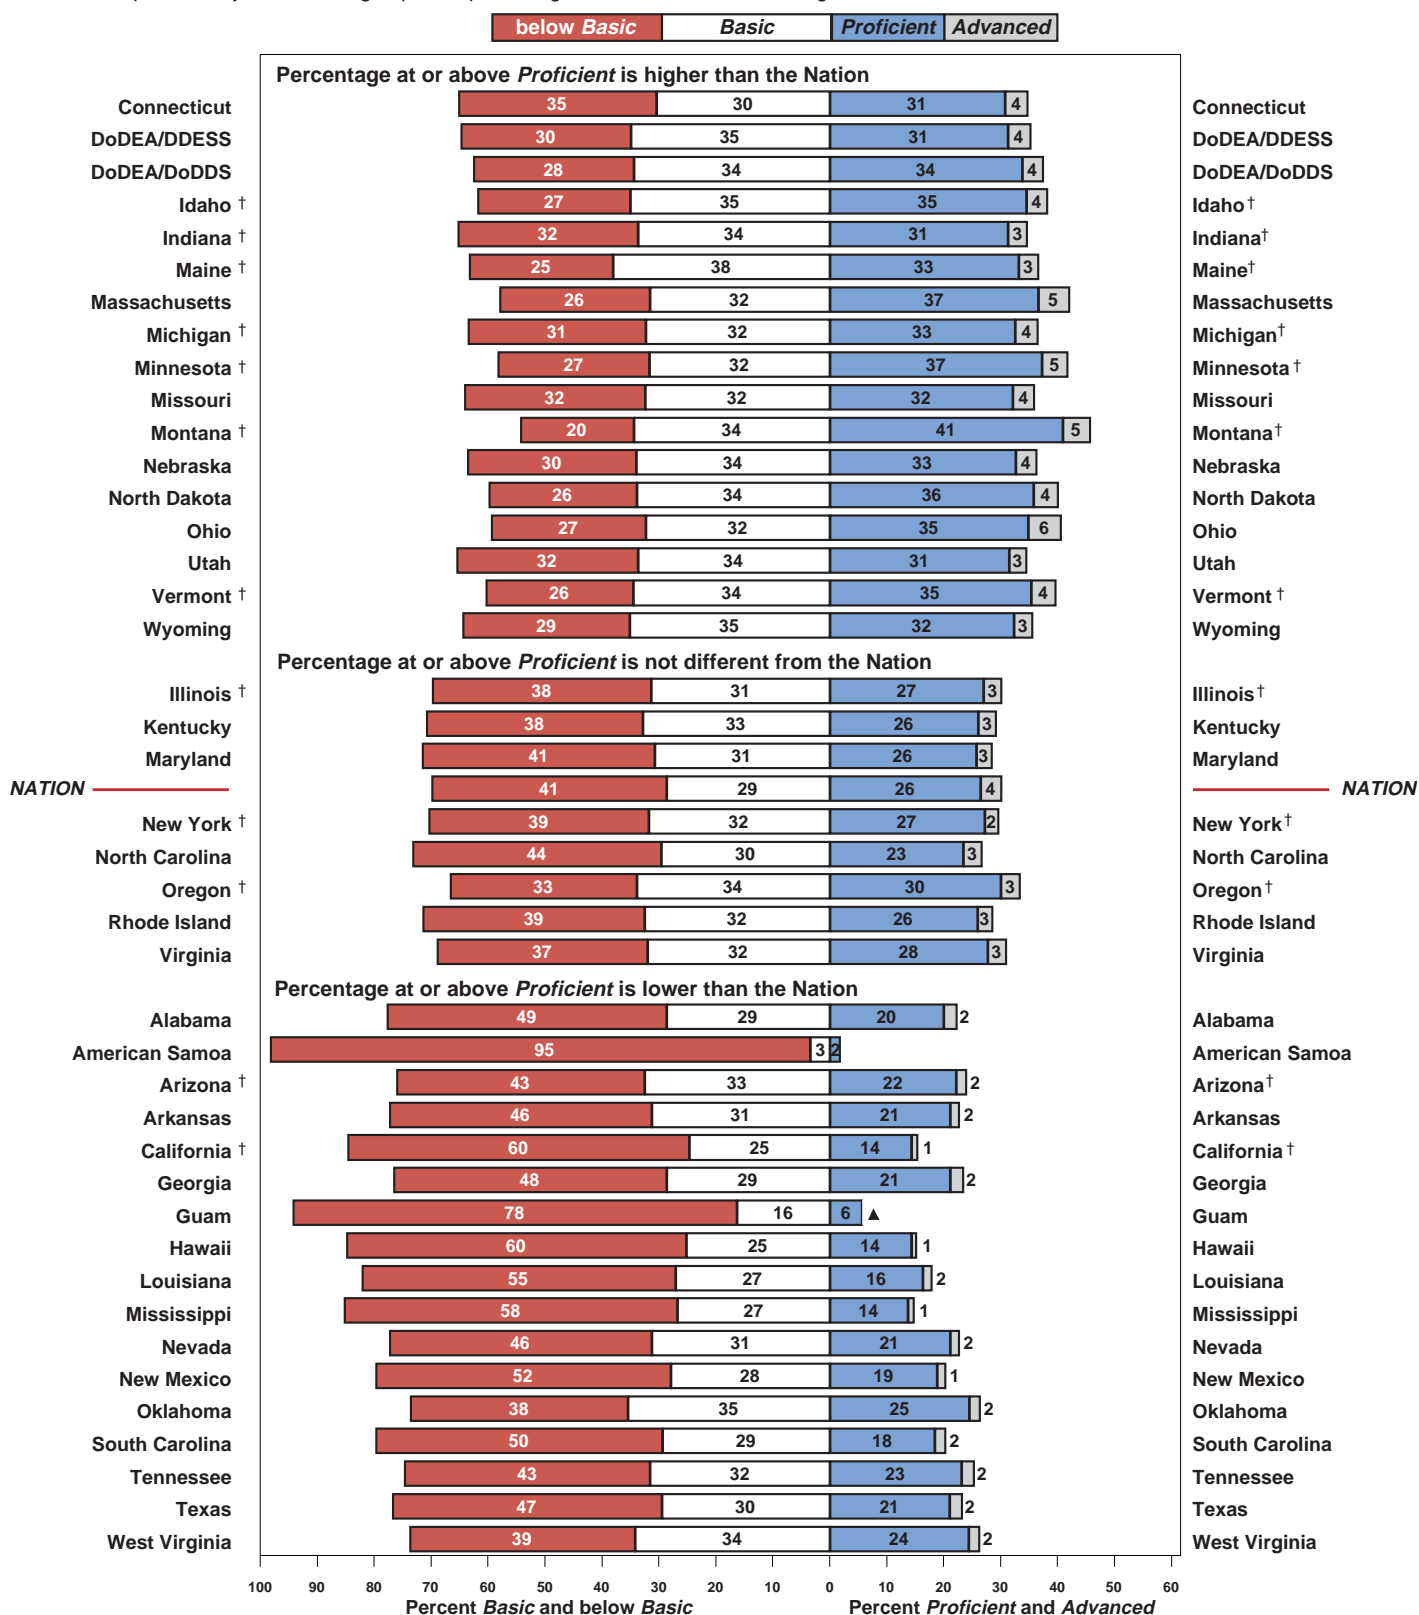 below Basic Basic Proficient Advanced
Percentage at or above Proficient is higher than the Nation
Connecticut 35 30 31 4 Connecticut
DoDEA/DDESS 30 35 31 4 DoDEA/DDESS
DoDEA/DoDDS 28 34 34 4 DoDEA/DoDDS
Idaho † 27 35 35 4 Idaho †
Indiana † 32 34 31 3 Indiana †
Maine † 25 38 33 3 Maine †
Massachusetts 26 32 37 5 Massachusetts
Michigan † 31 32 33 4 Michigan †
Minnesota † 27 32 37 5 Minnesota †
Missouri 32 32 32 4 Missouri
Montana † 20 34 41 5 Montana †
Nebraska 30 34 33 4 Nebraska
North Dakota 26 34 36 4 North Dakota
Ohio 27 32 35 6 Ohio
Utah 32 34 31 3 Utah
Vermont † 26 34 35 4 Vermont †
Wyoming 29 35 32 3 Wyoming
Percentage at or above Proficient is not different from the Nation
Illinois † 38 31 27 3 Illinois †
Kentucky 38 33 26 3 Kentucky
Maryland 41 31 26 3 Maryland
NATION 41 29 26 4 NATION
New York † 39 32 27 2 New York †
North Carolina 44 30 23 3 North Carolina
Oregon † 33 34 30 3 Oregon †
Rhode Island 39 32 26 3 Rhode Island
Virginia 37 32 28 3 Virginia
Percentage at or above Proficient is lower than the Nation
Alabama 49 29 20 2 Alabama
American Samoa 95 3 2 American Samoa
Arizona † 43 33 22 2 Arizona †
Arkansas 46 31 21 2 Arkansas
California † 60 25 14 1 California †
Georgia 48 29 21 2 Georgia
Guam 78 16 6 ▲ Guam
Hawaii 60 25 14 1 Hawaii
Louisiana 55 27 16 2 Louisiana
Mississippi 58 27 14 1 Mississippi
Nevada 46 31 21 2 Nevada
New Mexico 52 28 19 1 New Mexico
Oklahoma 38 35 25 2 Oklahoma
South Carolina 50 29 18 2 South Carolina
Tennessee 43 32 23 2 Tennessee
Texas 47 30 21 2 Texas
West Virginia 39 34 24 2 West Virginia
100 90 80 70 60 50 40 30 20 10 0 10 20 30 40 50 60
Percent Basic and below Basic Percent Proficient and Advanced